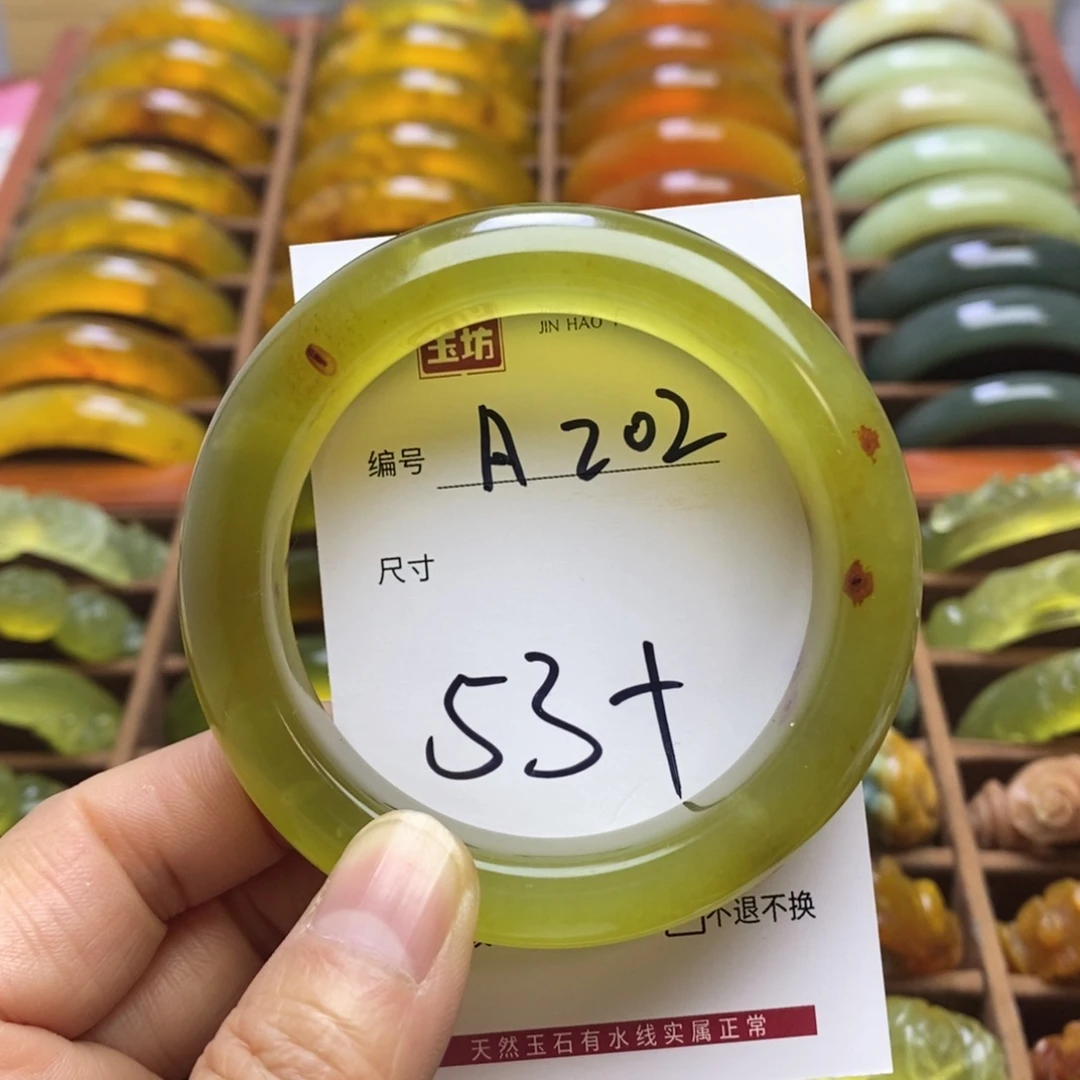 玉坊
JIN HAO
编号 A202
尺寸
53+
不退不换
天然玉石有水线实属正常